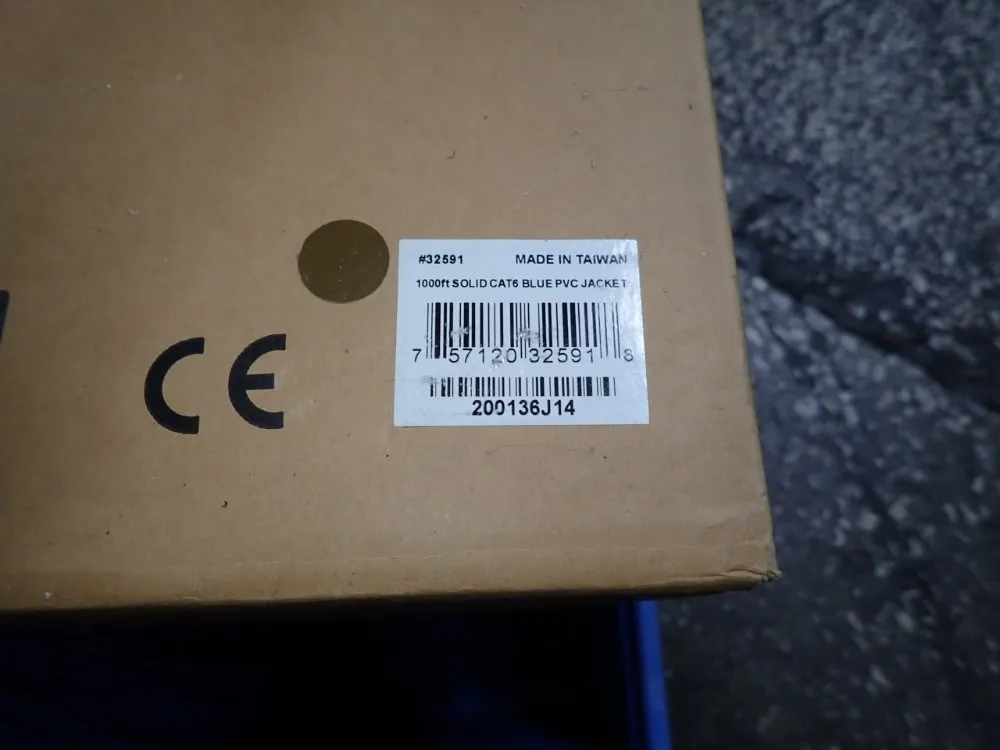 #32591 MADE IN TAIWAN
1000ft SOLID CAT6 BLUE PVC JACKET
7 57120 32591 8
200136J14
CE